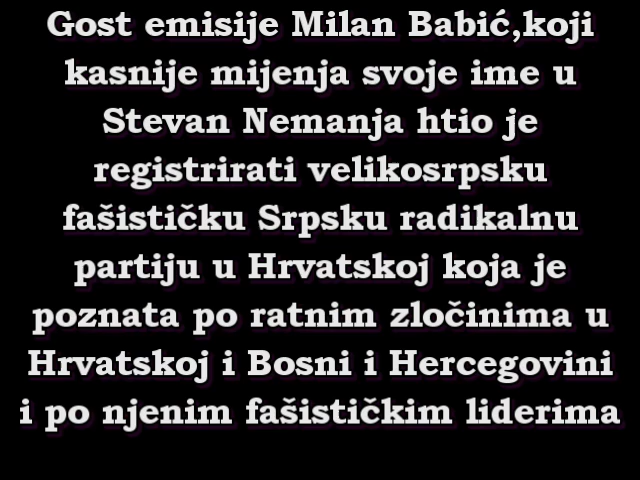 Gost emisije Milan Babić,koji
kasnije mijenja svoje ime u
Stevan Nemanja htio je
registrirati velikosrpsku
fašističku Srpsku radikalnu
partiju u Hrvatskoj koja je
poznata po ratnim zločinima u
Hrvatskoj i Bosni i Hercegovini
i po njenim fašističkim liderima